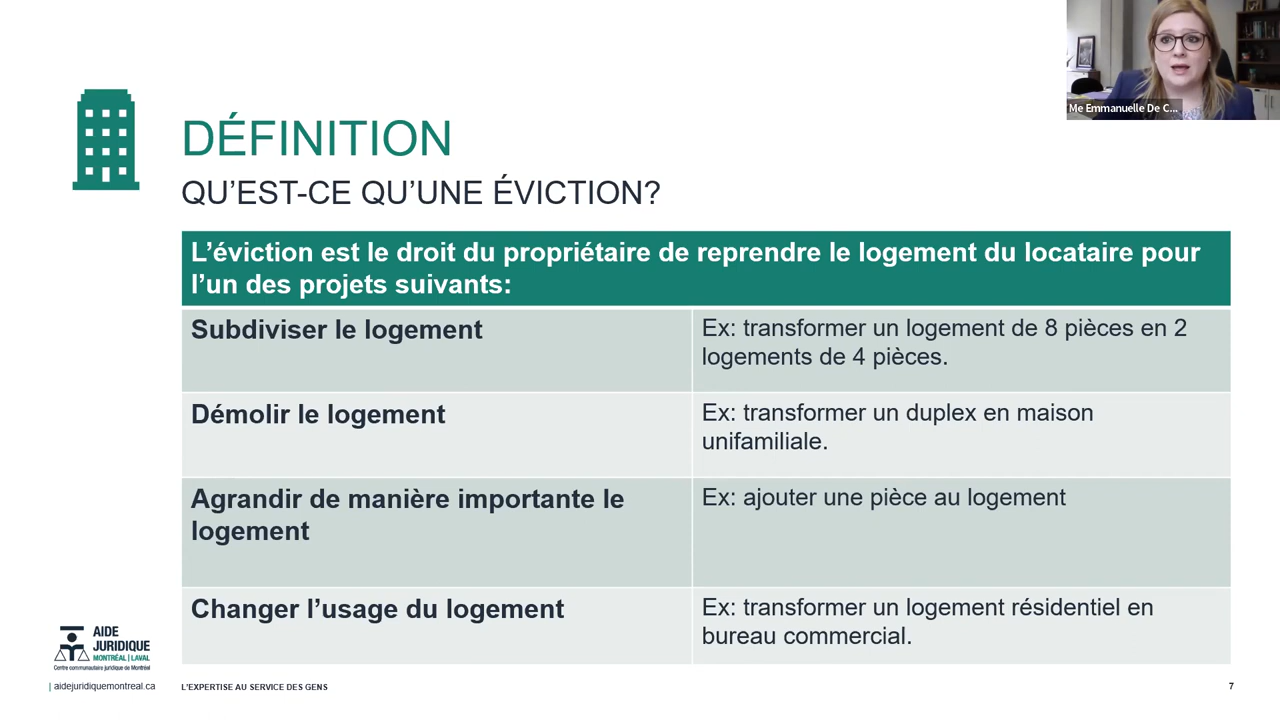 Me Emmanuelle De C...
DÉFINITION
QU’EST-CE QU’UNE ÉVICTION?
L’éviction est le droit du propriétaire de reprendre le logement du locataire pour
l’un des projets suivants:
Subdiviser le logement
Ex: transformer un logement de 8 pièces en 2
logements de 4 pièces.
Démolir le logement
Ex: transformer un duplex en maison
unifamiliale.
Agrandir de manière importante le
logement
Ex: ajouter une pièce au logement
Changer l’usage du logement
Ex: transformer un logement résidentiel en
bureau commercial.
AIDE
JURIDIQUE
MONTRÉAL | LAVAL
Centre communautaire juridique de Montréal
| aidejuridiquemontreal.ca
L'EXPERTISE AU SERVICE DES GENS
7